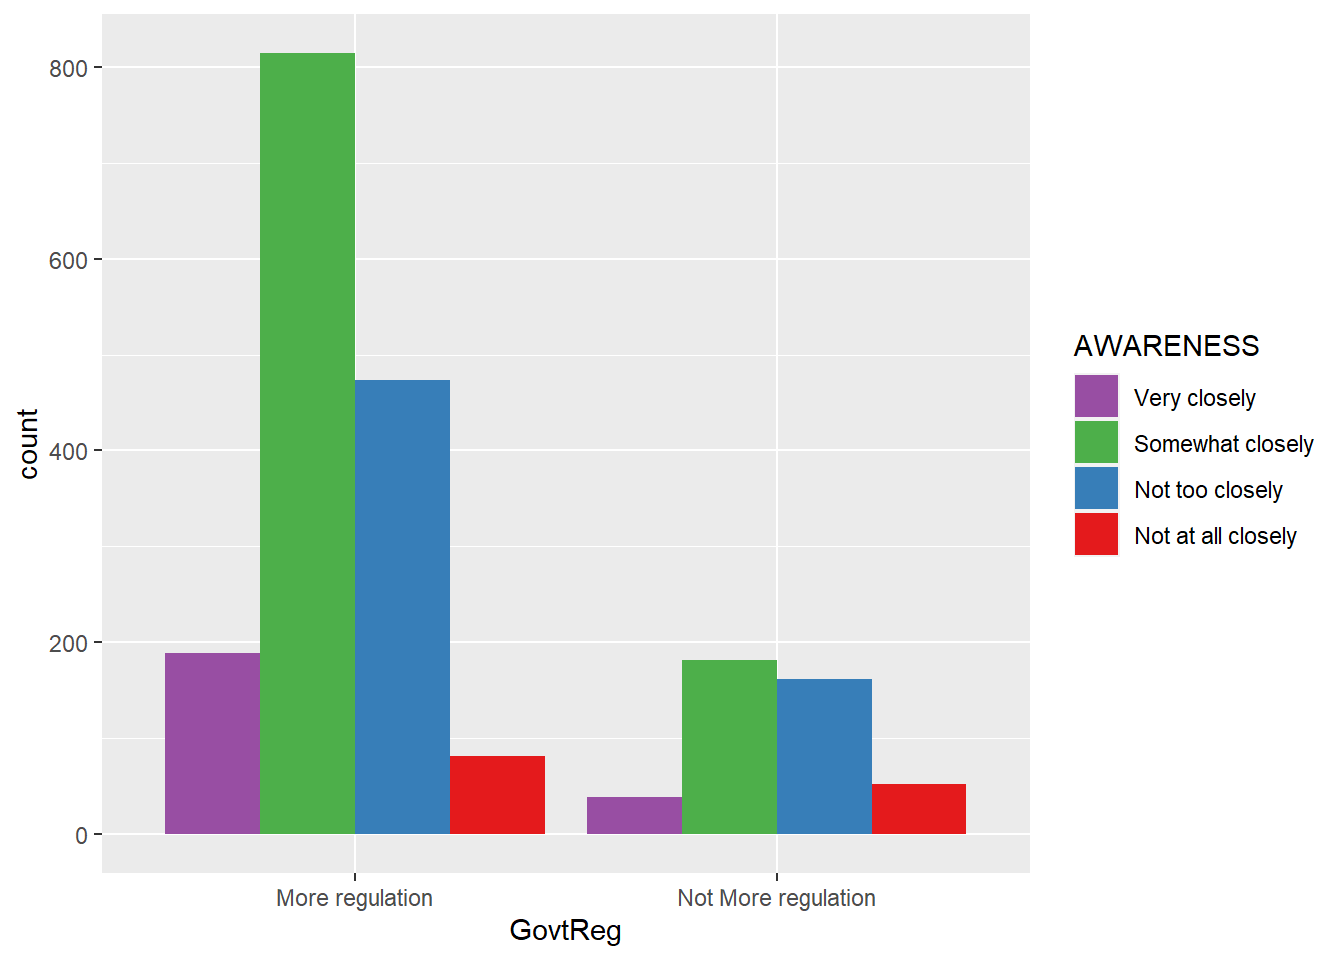 800
600
400
200
0
count
More regulation
Not More regulation
GovtReg
AWARENESS
Very closely
Somewhat closely
Not too closely
Not at all closely